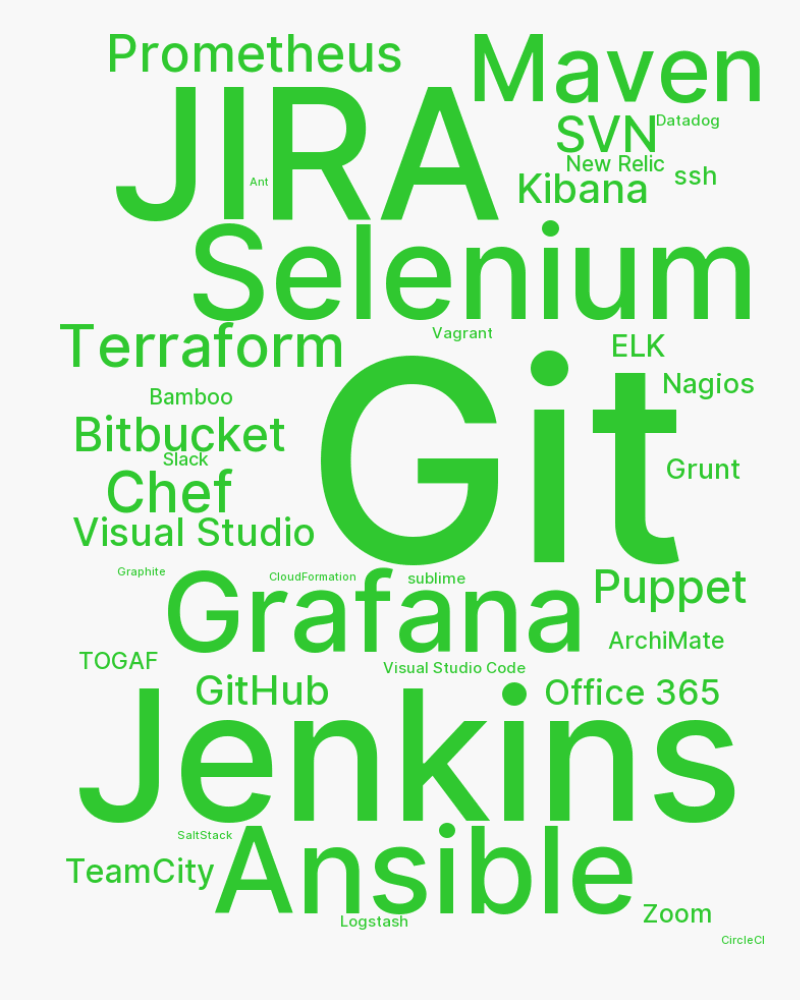 Prometheus
Maven
JIRA
SVN
Datadog
New Relic
ssh
Ant
Kibana
Selenium
Terraform
Vagrant
ELK
Git
Nagios
Bamboo
Bitbucket
Slack
Grunt
Chef
Visual Studio
Graphite
CloudFormation
sublime
Puppet
Grafana
ArchiMate
TOGAF
Visual Studio Code
GitHub
Office 365
Jenkins
SaltStack
Ansible
TeamCity
Zoom
Logstash
CircleCI